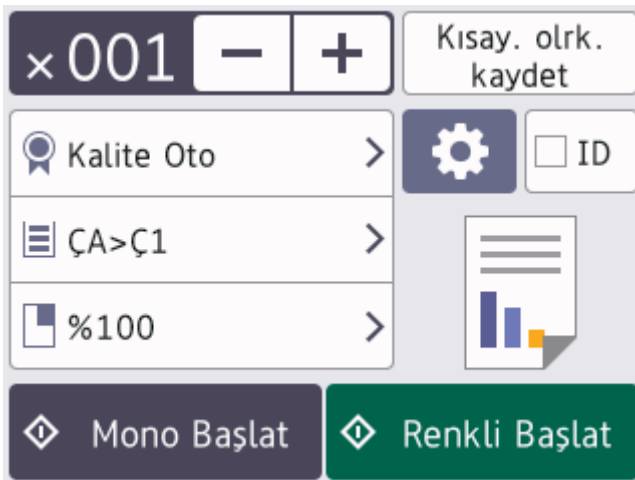 ×001 − +
Kısay. olrk.
kaydet
Kalite Oto
ID
ÇA>Ç1
%100
Mono Başlat
Renkli Başlat